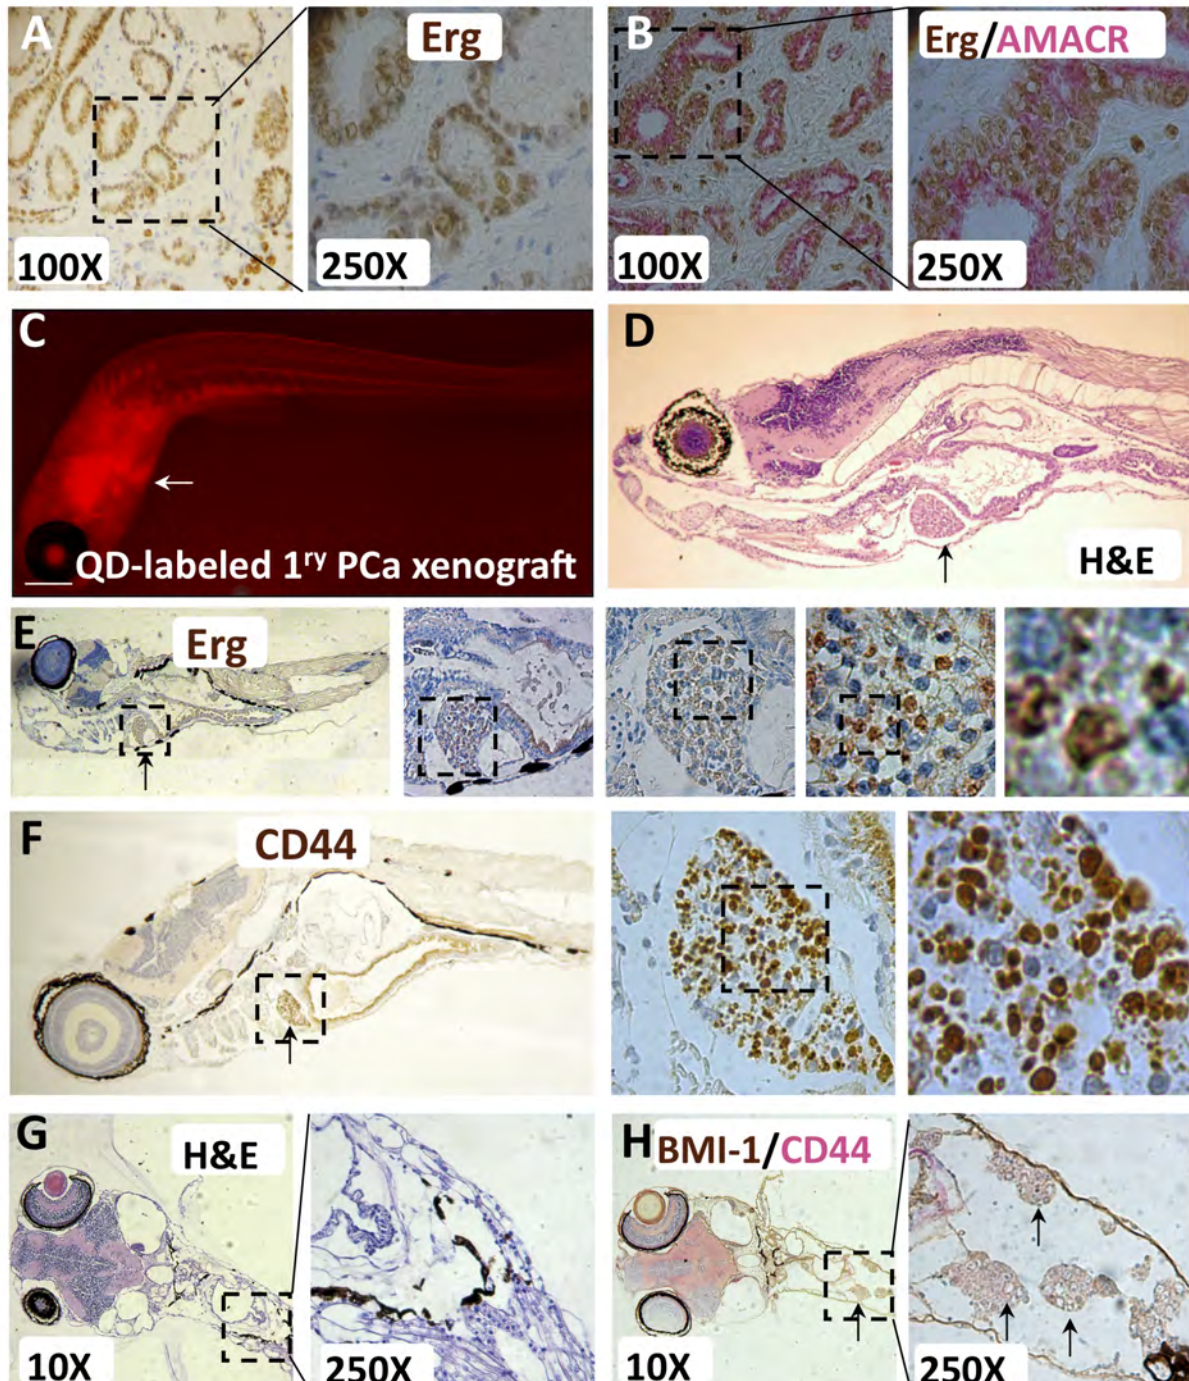 A
Erg
100X
250X
B
Erg/AMACR
100X
250X
C
QD-labeled 1ry PCa xenograft
D
H&E
E
Erg
F
CD44
G
H&E
10X
250X
H
BMI-1/CD44
10X
250X